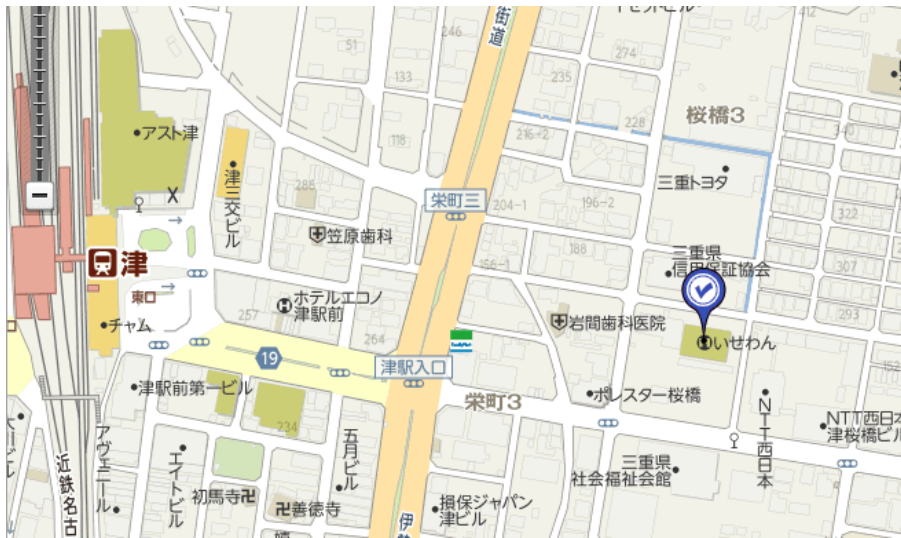 街道
246
51
274
133
235
412
桜橋3
228
118
216-2
340
アスト津
三重トヨタ
286
津三交ビル
栄町三
204-1
196-2
322
笠原歯科
188
三重県
信用保証協会
津
156-1
307
東口
ホテルエコノ
津駅前
257
チャム
264
岩間歯科医院
293
いせわん
19
津駅入口
152
津駅前第一ビル
栄町3
ポレスター桜橋
234
NTT西日本
NTT西日本
津桜橋ビル
アヴェニール
エイトビル
五月ビル
近鉄名古
三重県
社会福祉会館
初馬寺
善徳寺
損保ジャパン
津ビル